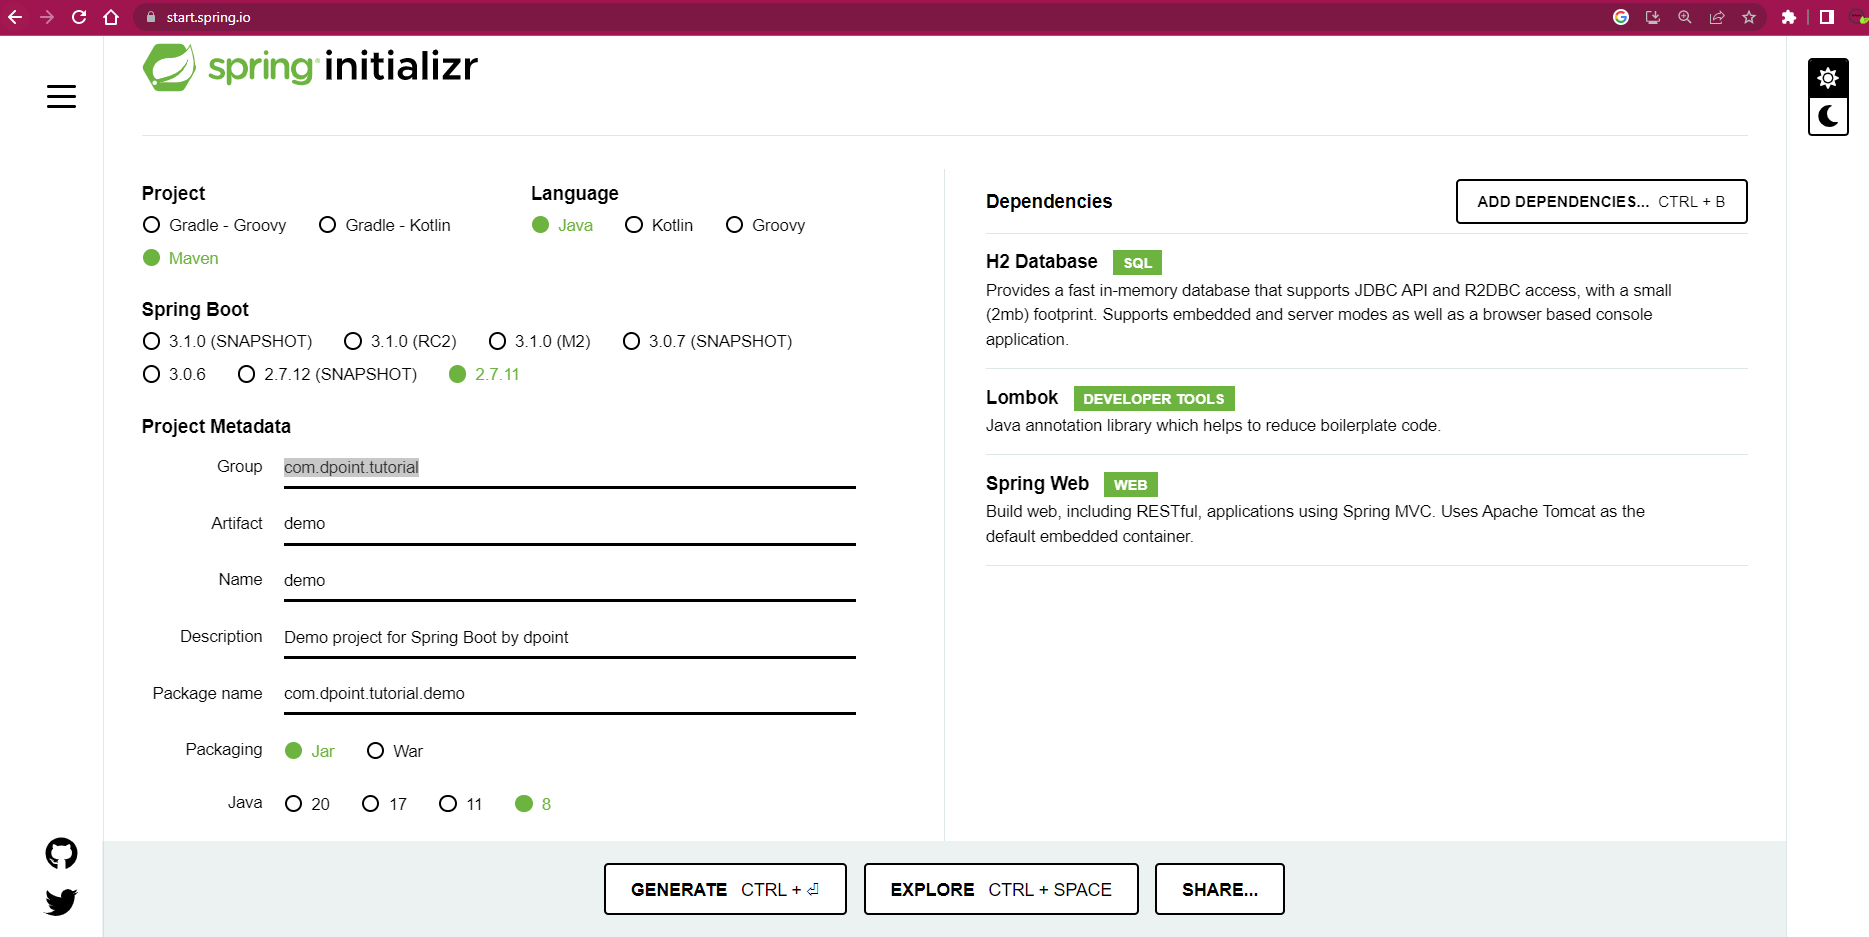 start.spring.io
spring initializr
Project
Gradle - Groovy Gradle - Kotlin
Maven
Language
Java Kotlin Groovy
Spring Boot
3.1.0 (SNAPSHOT) 3.1.0 (RC2) 3.1.0 (M2) 3.0.7 (SNAPSHOT)
3.0.6 2.7.12 (SNAPSHOT) 2.7.11
Project Metadata
Group com.dpoint.tutorial
Artifact demo
Name demo
Description Demo project for Spring Boot by dpoint
Package name com.dpoint.tutorial.demo
Packaging Jar War
Java 20 17 11 8
Dependencies
ADD DEPENDENCIES... CTRL + B
H2 Database SQL
Provides a fast in-memory database that supports JDBC API and R2DBC access, with a small
(2mb) footprint. Supports embedded and server modes as well as a browser based console
application.
Lombok DEVELOPER TOOLS
Java annotation library which helps to reduce boilerplate code.
Spring Web WEB
Build web, including RESTful, applications using Spring MVC. Uses Apache Tomcat as the
default embedded container.
GENERATE CTRL + ⏎ EXPLORE CTRL + SPACE SHARE...